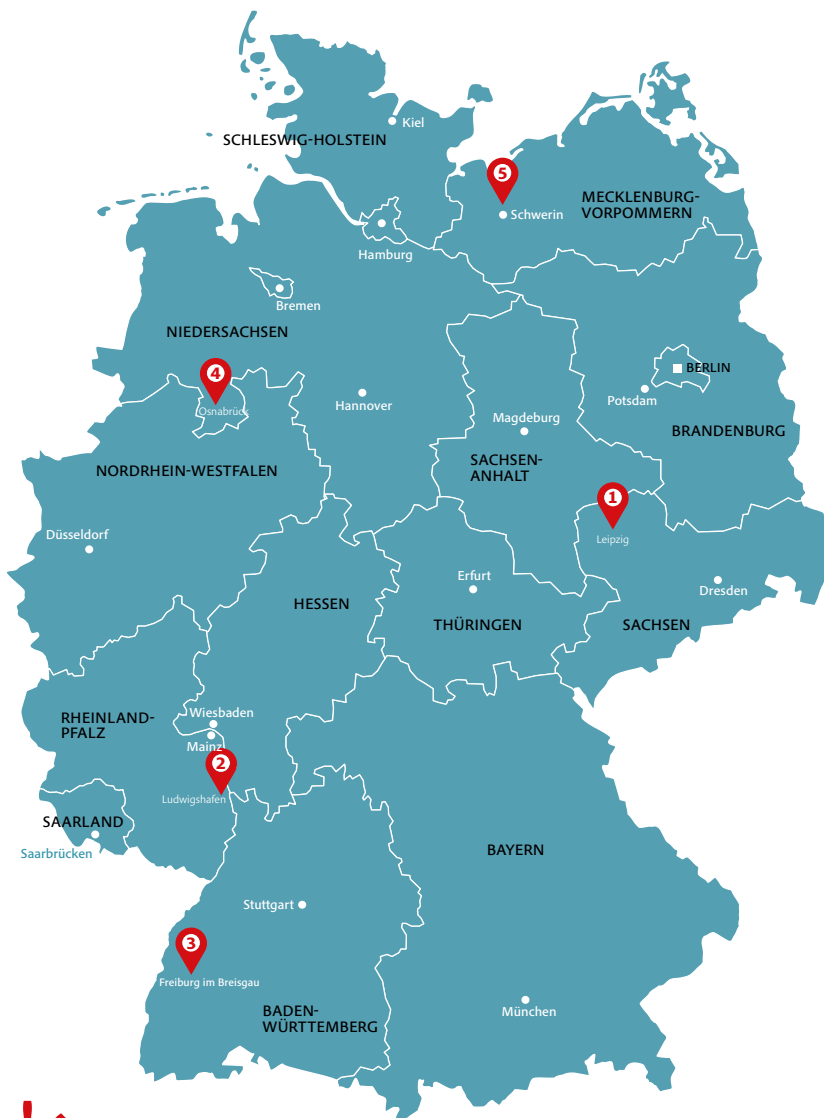 Kiel
SCHLESWIG-HOLSTEIN
5
MECKLENBURG-
VORPOMMERN
Schwerin
Hamburg
Bremen
NIEDERSACHSEN
4
BERLIN
Potsdam
Osnabrück
Hannover
Magdeburg
BRANDENBURG
NORDRHEIN-WESTFALEN
SACHSEN-
ANHALT
1
Düsseldorf
Leipzig
Erfurt
Dresden
HESSEN
THÜRINGEN
SACHSEN
RHEINLAND-
PFALZ
Wiesbaden
Mainz
2
Ludwigshafen
SAARLAND
Saarbrücken
BAYERN
Stuttgart
3
Freiburg im Breisgau
BADEN-
WÜRTTEMBERG
München